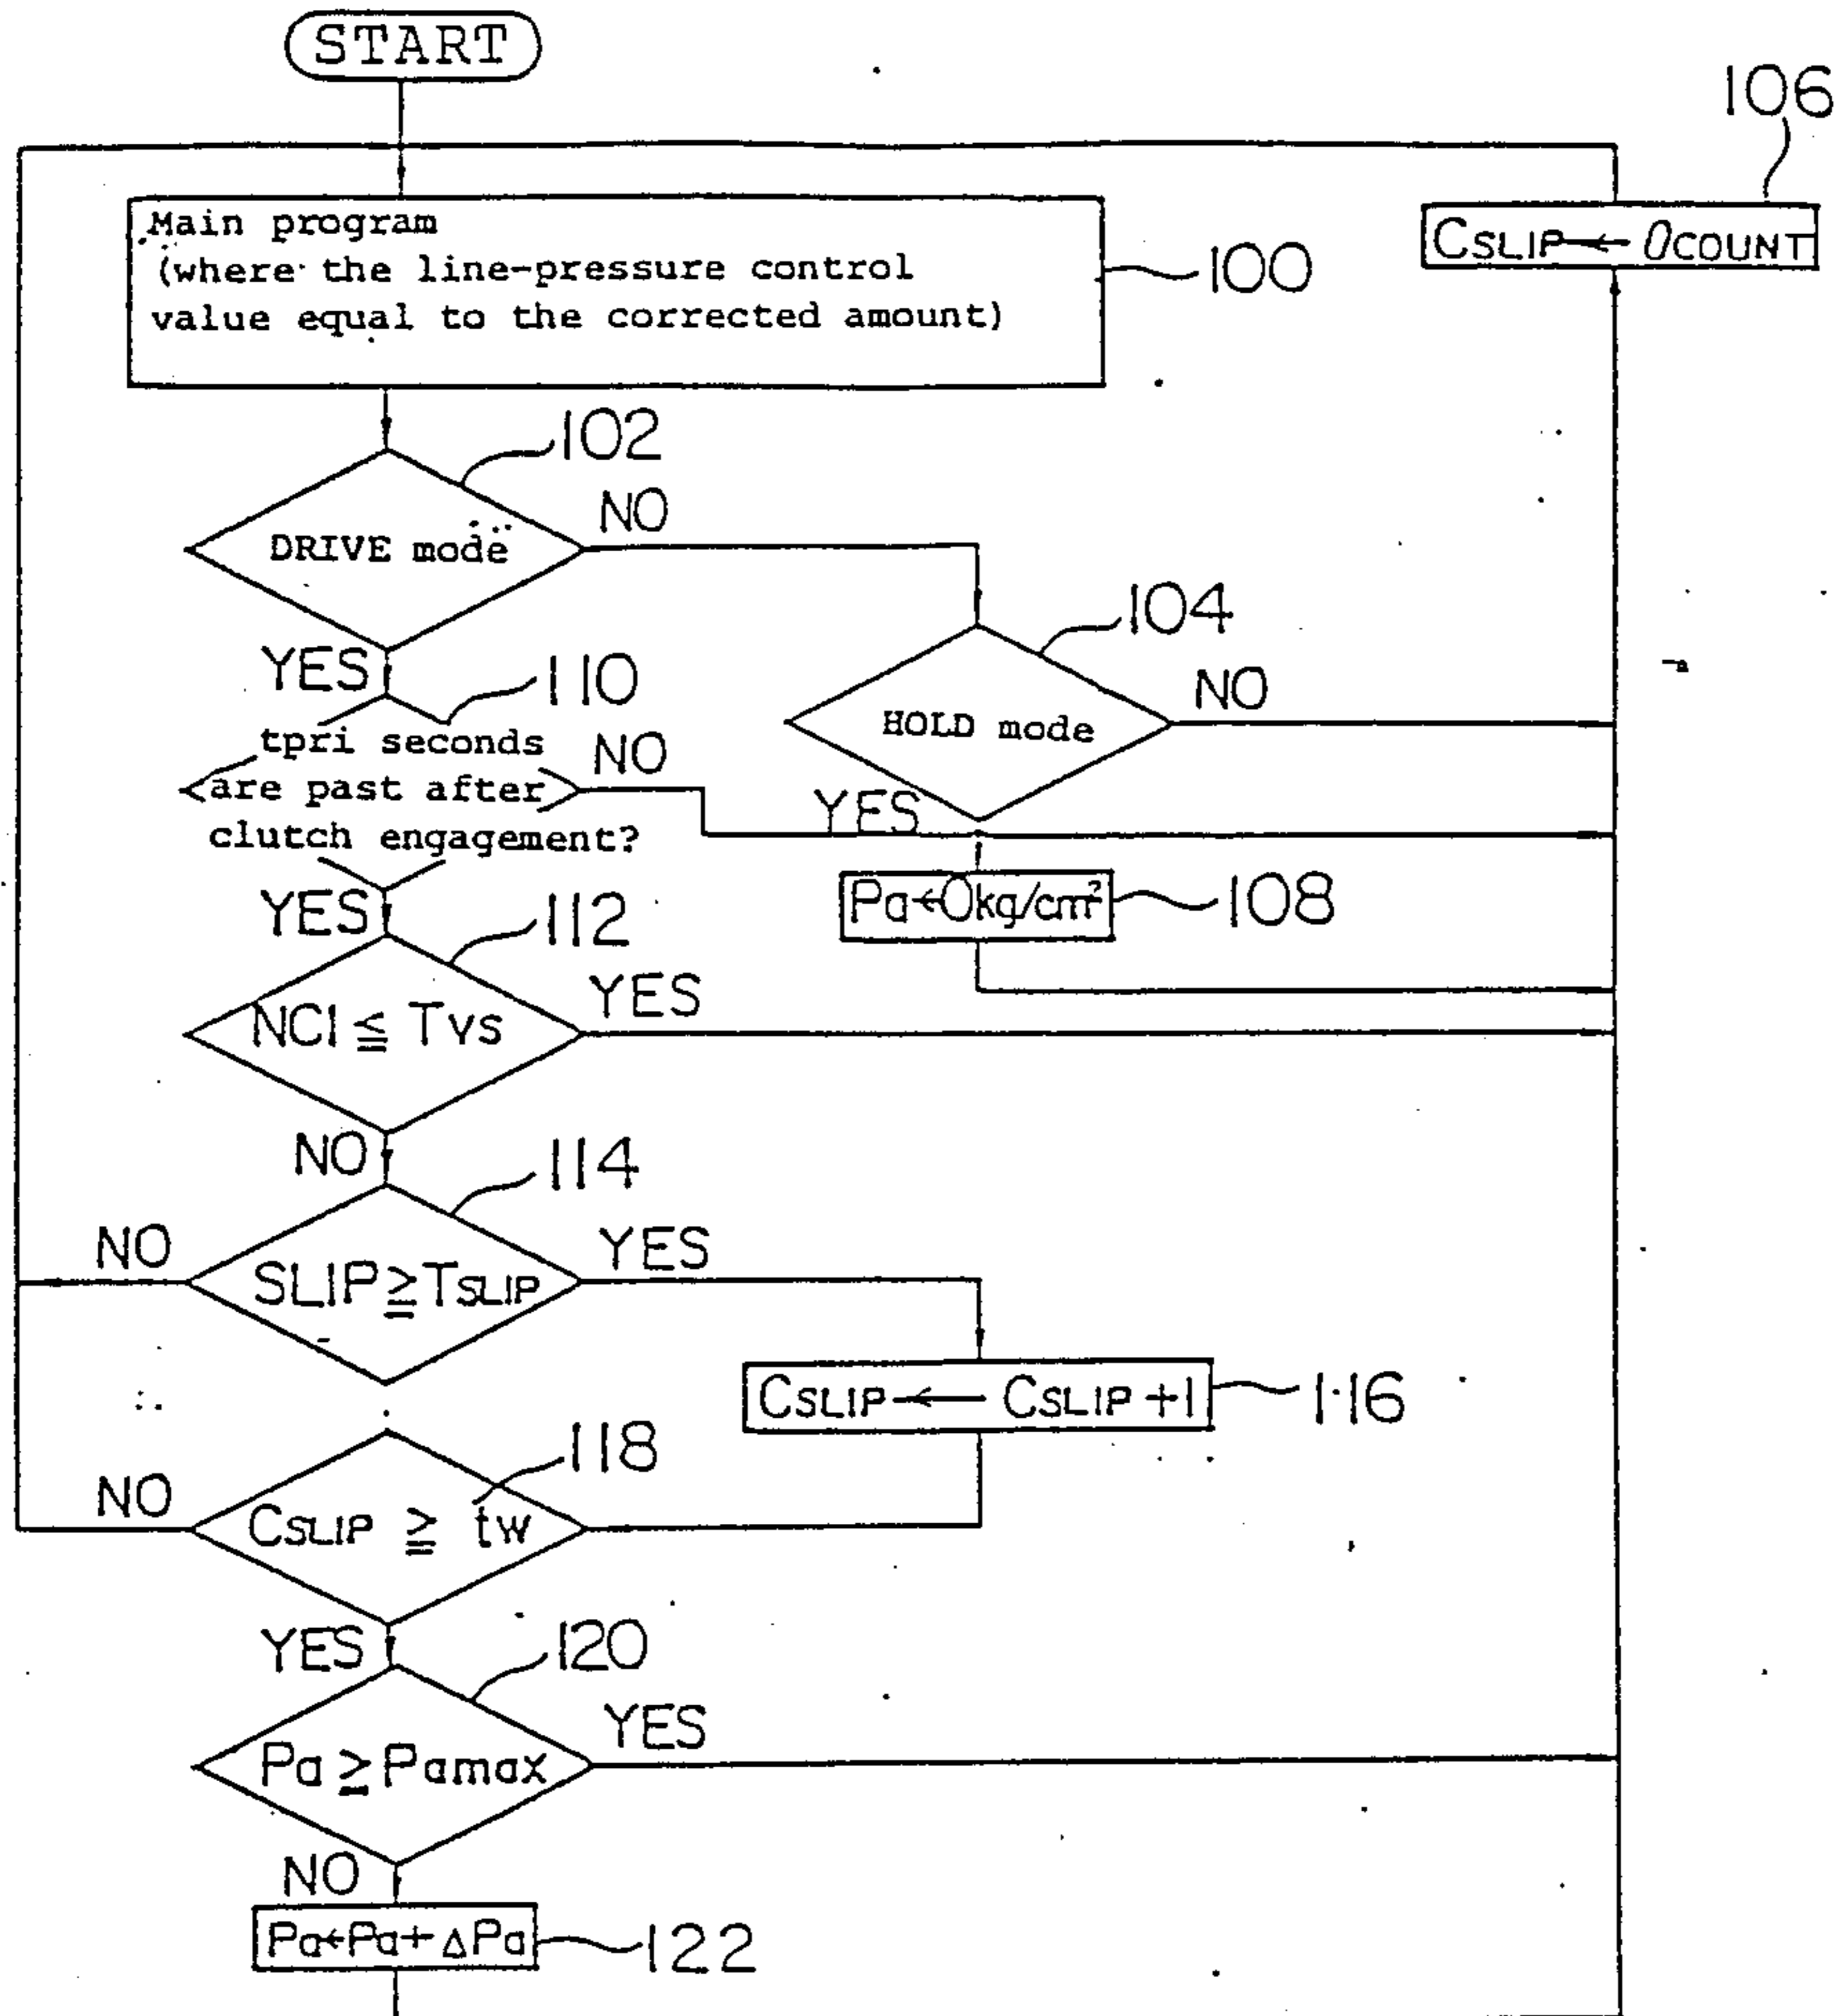 START
106
CSLIP ← 0COUNT
Main program
(where the line-pressure control
value equal to the corrected amount)
100
102
NO
DRIVE mode
104
YES
110
NO
HOLD mode
tpri seconds
are past after
clutch engagement?
NO
YES
YES
Pa←0kg/cm²
108
112
YES
NCI ≦ Tvs
NO
114
NO
YES
SLIP≧TSLIP
CSLIP ← CSLIP +1
116
118
NO
CSLIP ≧ tw
YES
120
YES
Pa ≥ Pamax
NO
Pa←Pa+ΔPa
122